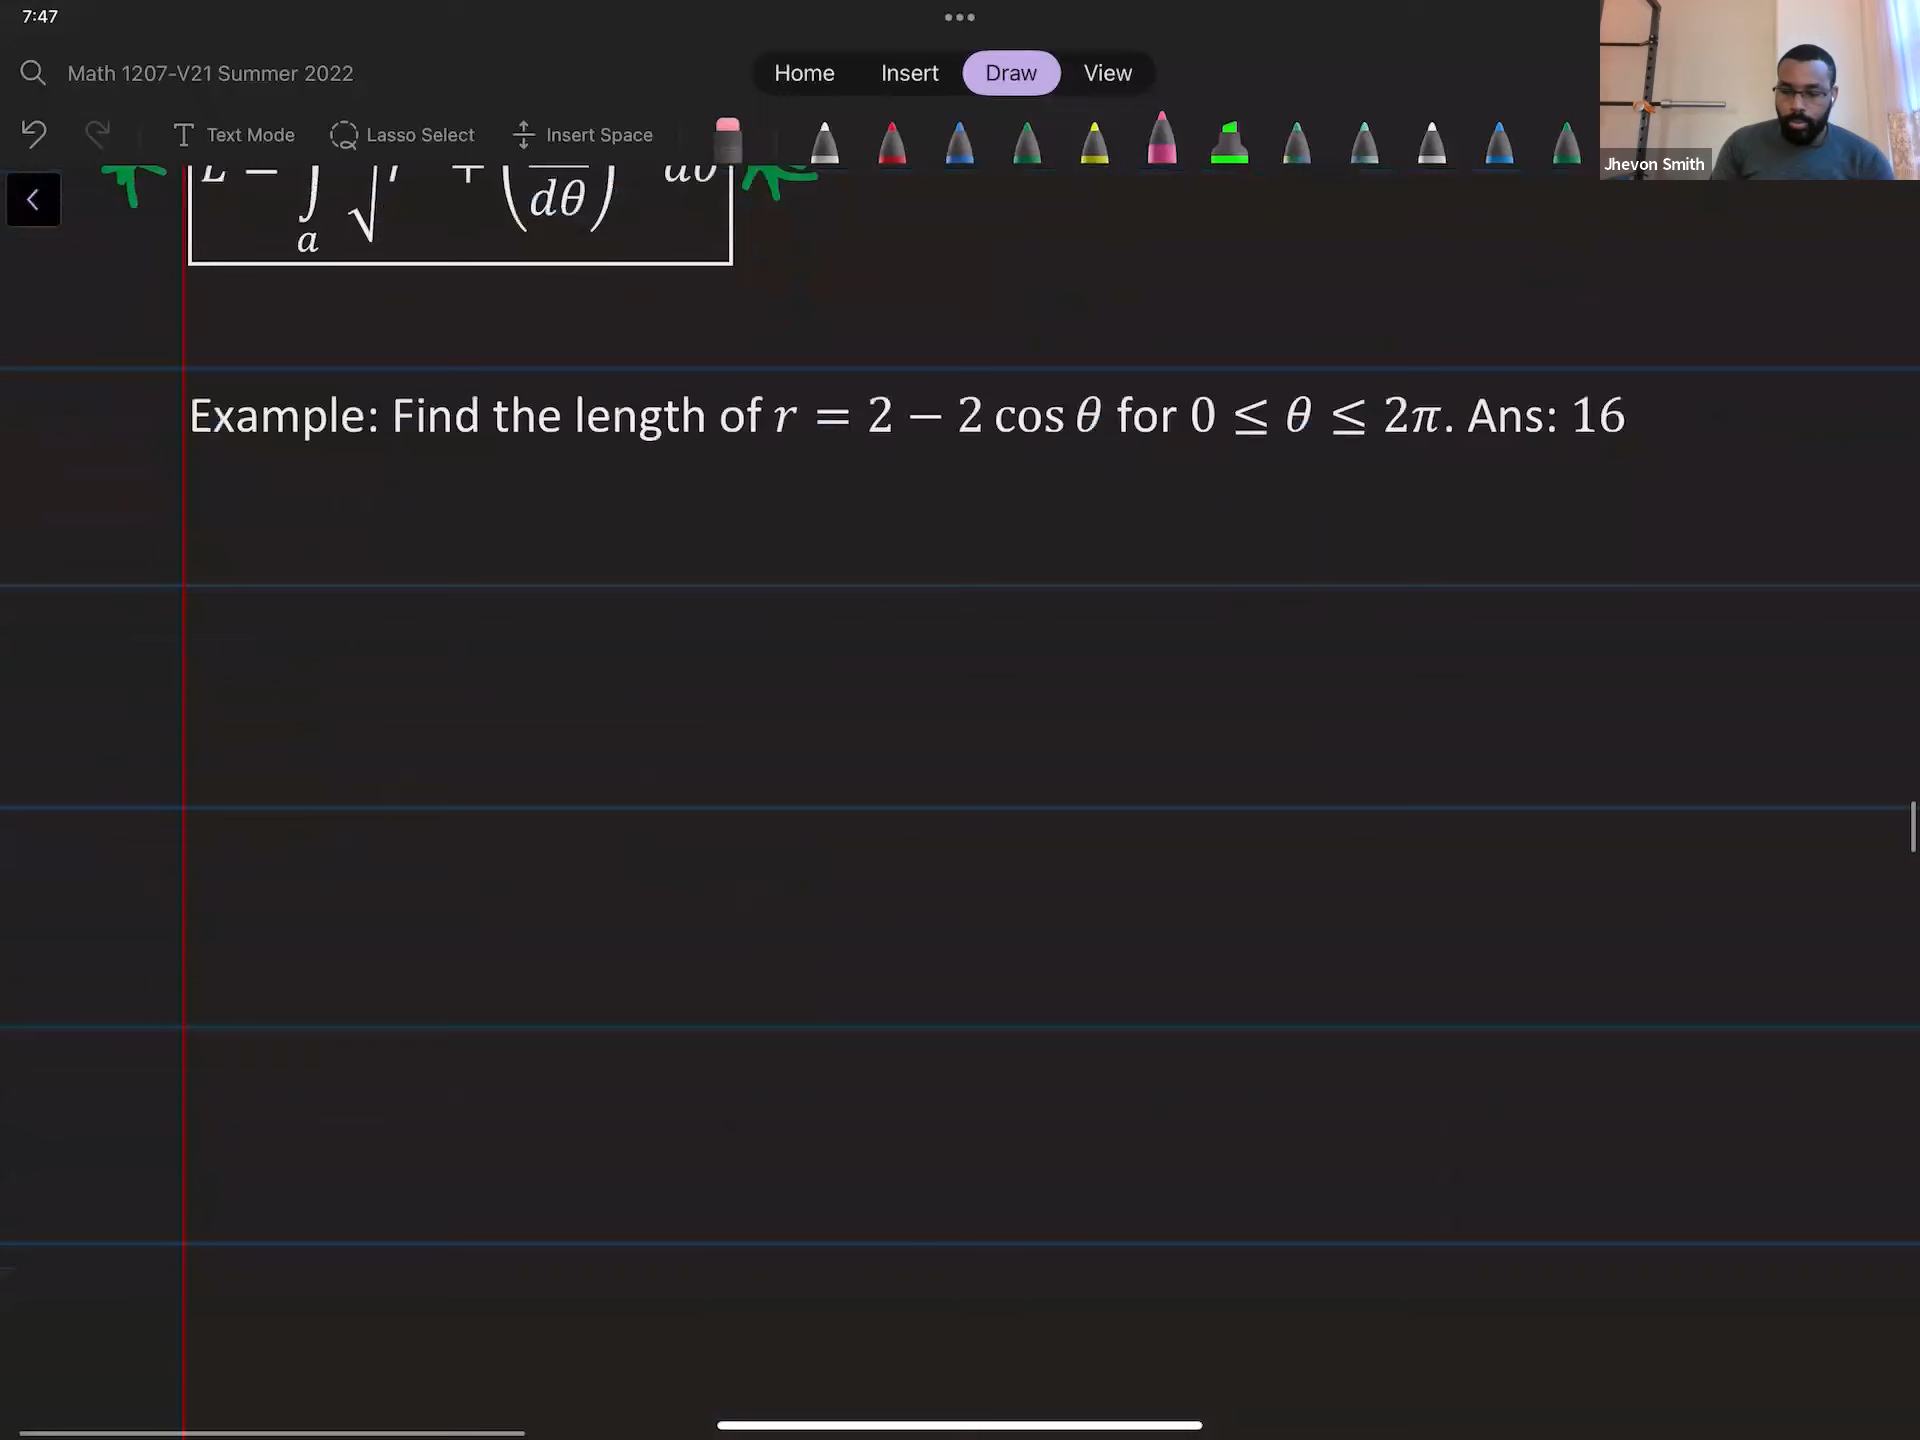 7:47
Math 1207-V21 Summer 2022
Home Insert Draw View
Text Mode Lasso Select Insert Space
Jhevon Smith
a √ + ( dθ )
Example: Find the length of r = 2 − 2 cos θ for 0 ≤ θ ≤ 2π. Ans: 16